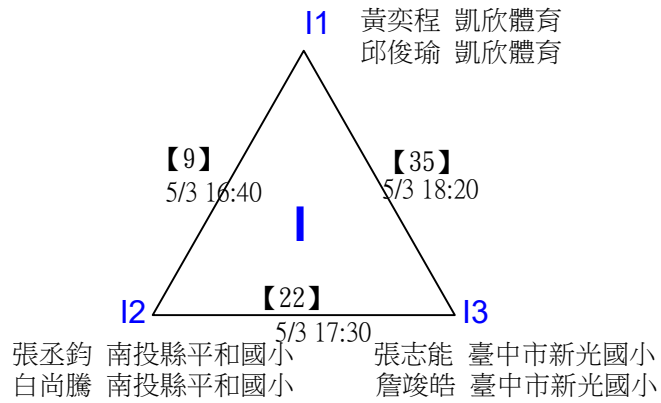 I1
黃奕程 凱欣體育
邱俊瑜 凱欣體育
【9】
5/3 16:40
【35】
5/3 18:20
I
I2
【22】
5/3 17:30
I3
張丞鈞 南投縣平和國小
白尚騰 南投縣平和國小
張志能 臺中市新光國小
詹竣皓 臺中市新光國小